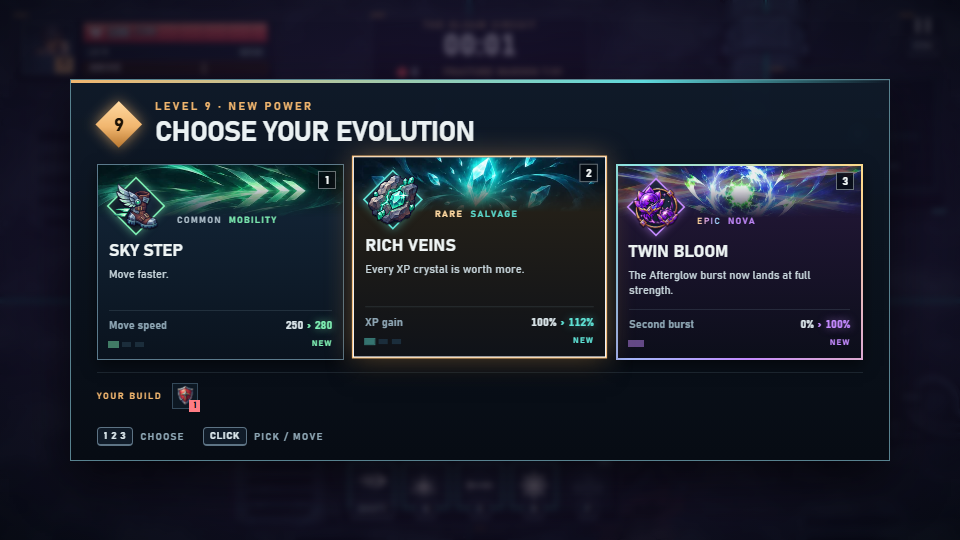 00:01
9
LEVEL 9 · NEW POWER
CHOOSE YOUR EVOLUTION
1
COMMON MOBILITY
SKY STEP
Move faster.
Move speed 250 › 280
NEW
2
RARE SALVAGE
RICH VEINS
Every XP crystal is worth more.
XP gain 100% › 112%
NEW
3
EPIC NOVA
TWIN BLOOM
The Afterglow burst now lands at full
strength.
Second burst 0% › 100%
NEW
YOUR BUILD 1
1 2 3 CHOOSE CLICK PICK / MOVE